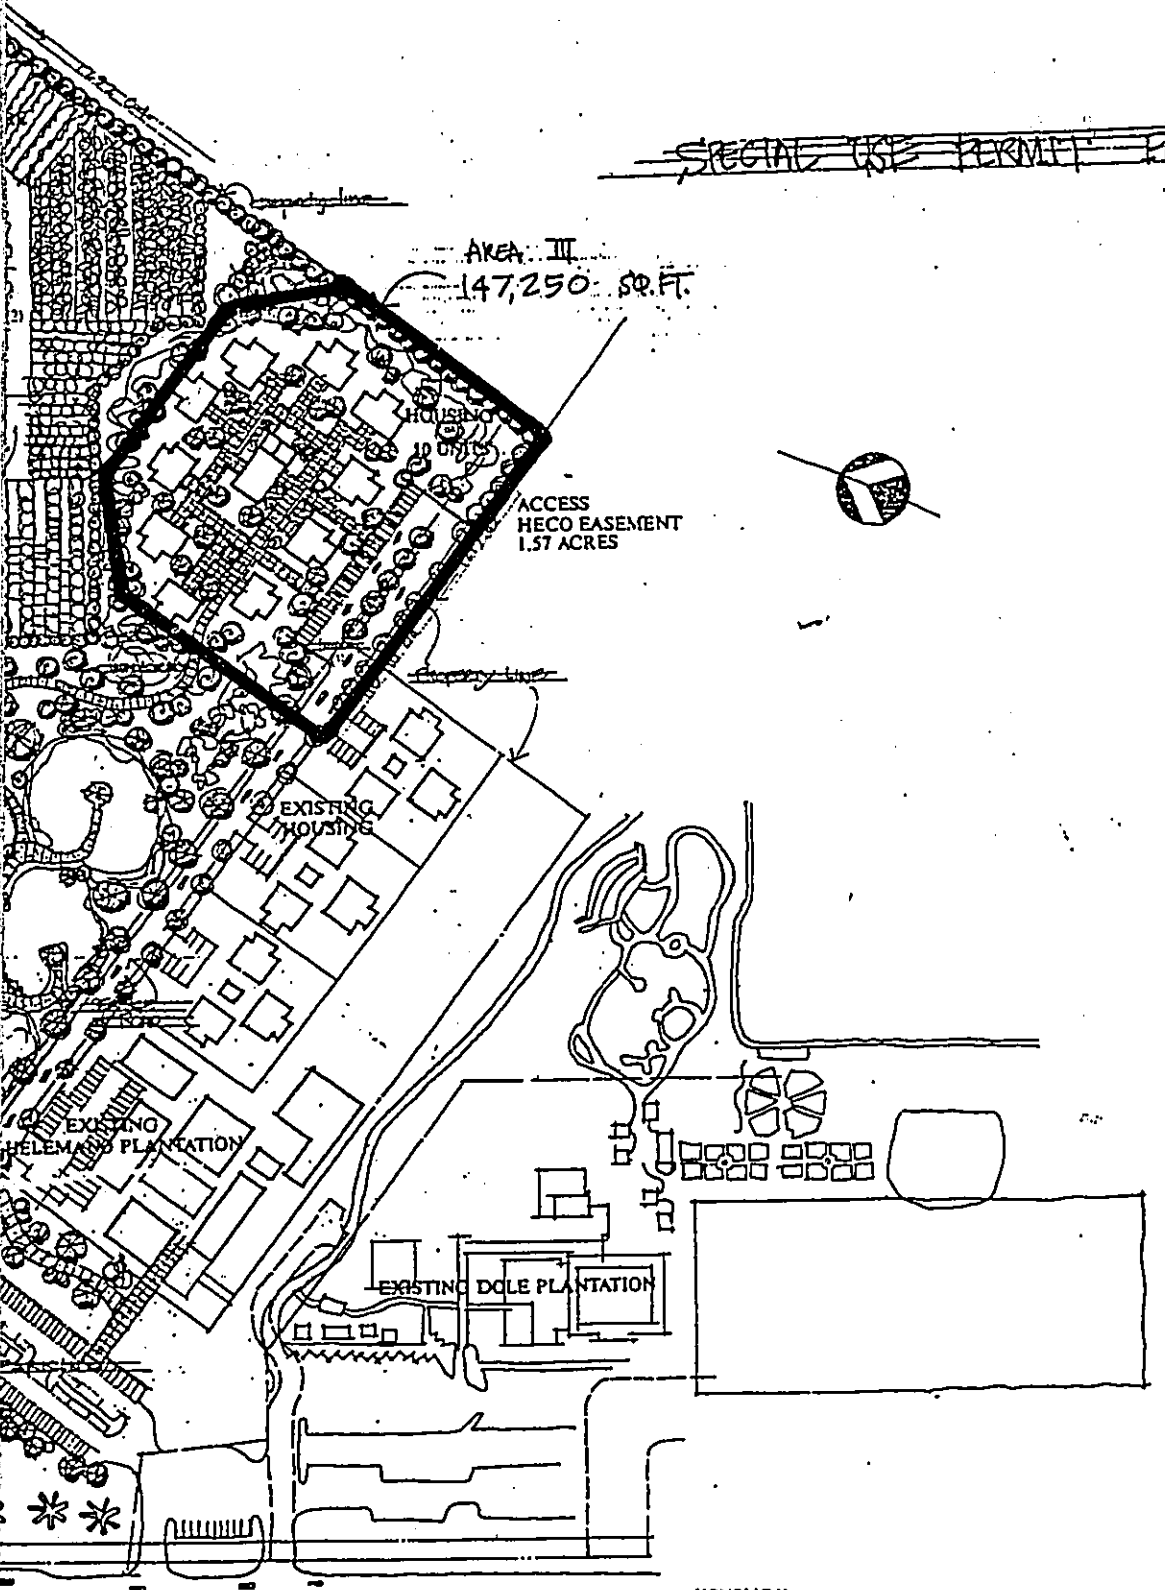 SPECIAL USE PERMIT
property line
AREA III
147,250 SQ.FT.
2)
HOUSING
10 UNITS
ACCESS
HECO EASEMENT
1.57 ACRES
Property Line
EXISTING
HOUSING
EXISTING
HELEMANO PLANTATION
EXISTING DOLE PLANTATION